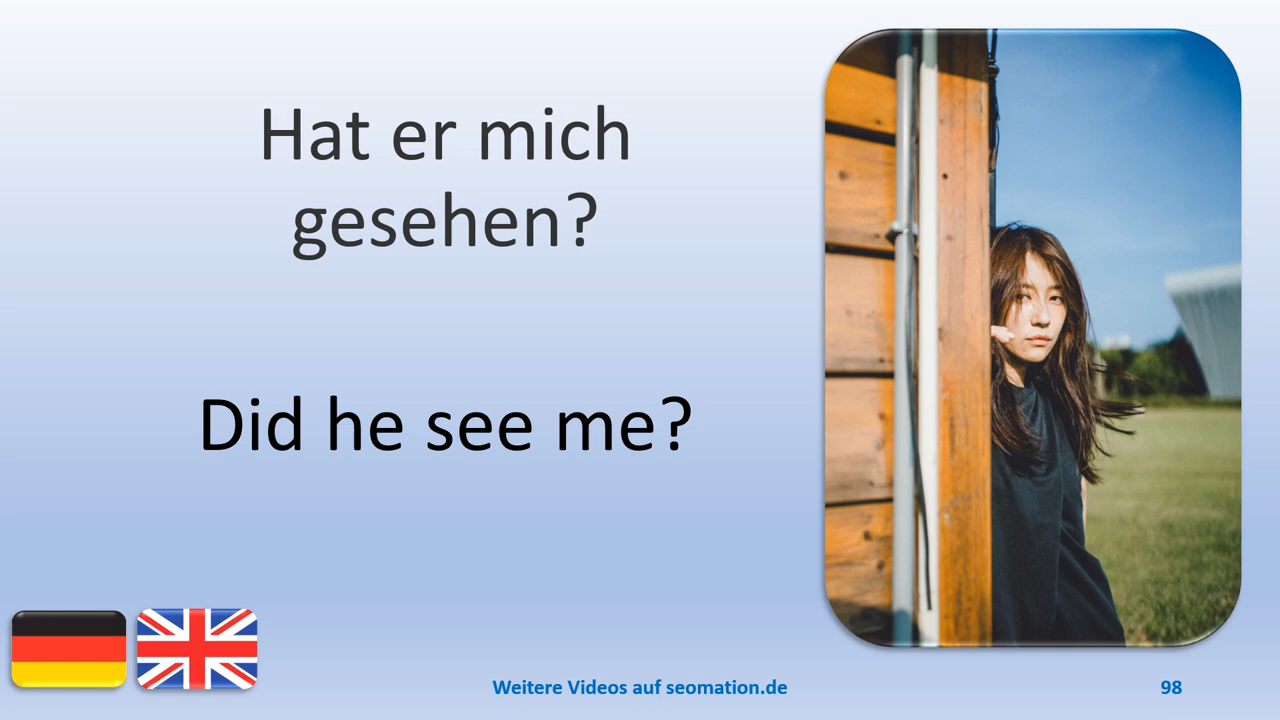 Hat er mich
gesehen?
Did he see me?
Weitere Videos auf seomation.de
98